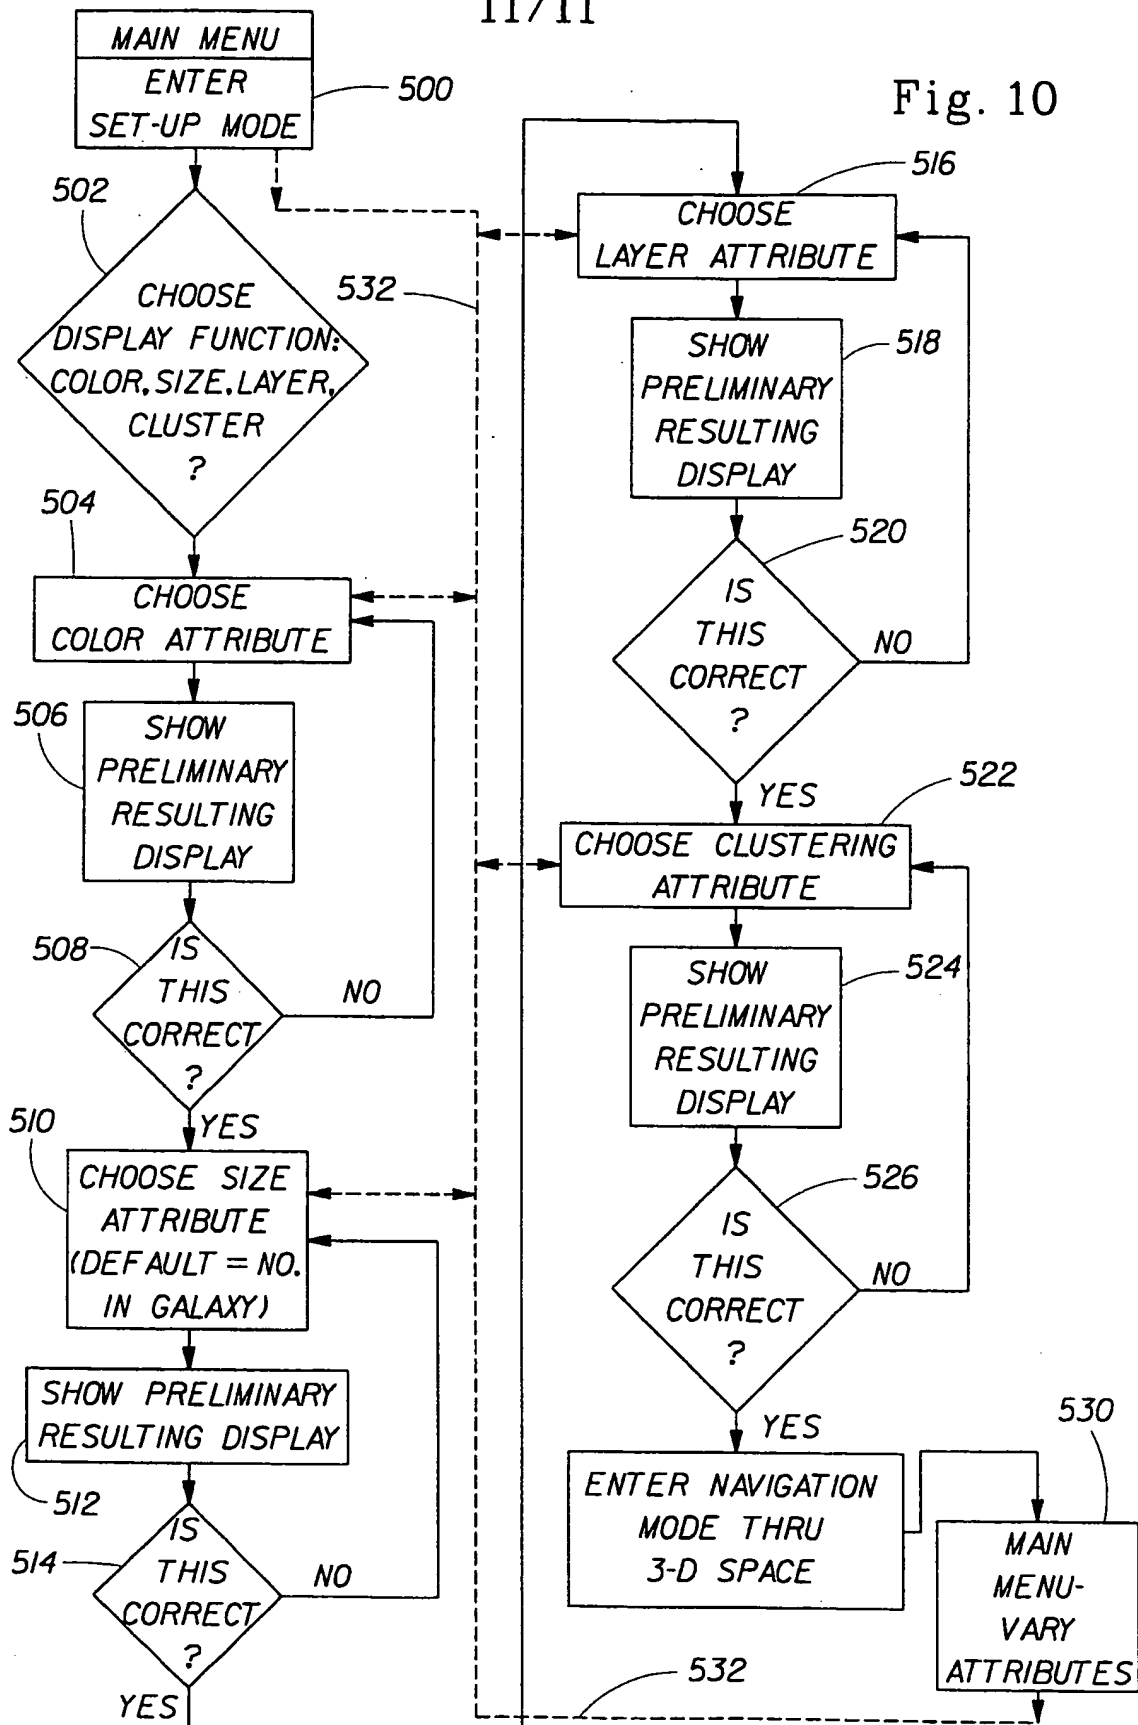 11/11
Fig. 10
MAIN MENU
ENTER
SET-UP MODE
500
502
CHOOSE
DISPLAY FUNCTION:
COLOR, SIZE, LAYER,
CLUSTER
?
532
504
CHOOSE
COLOR ATTRIBUTE
506
SHOW
PRELIMINARY
RESULTING
DISPLAY
508
IS
THIS
CORRECT
?
NO
YES
510
CHOOSE SIZE
ATTRIBUTE
(DEFAULT = NO.
IN GALAXY)
SHOW PRELIMINARY
RESULTING DISPLAY
512
514
IS
THIS
CORRECT
?
NO
YES
516
CHOOSE
LAYER ATTRIBUTE
518
SHOW
PRELIMINARY
RESULTING
DISPLAY
520
IS
THIS
CORRECT
?
NO
YES
522
CHOOSE CLUSTERING
ATTRIBUTE
524
SHOW
PRELIMINARY
RESULTING
DISPLAY
526
IS
THIS
CORRECT
?
NO
YES
ENTER NAVIGATION
MODE THRU
3-D SPACE
530
MAIN
MENU-
VARY
ATTRIBUTES
532